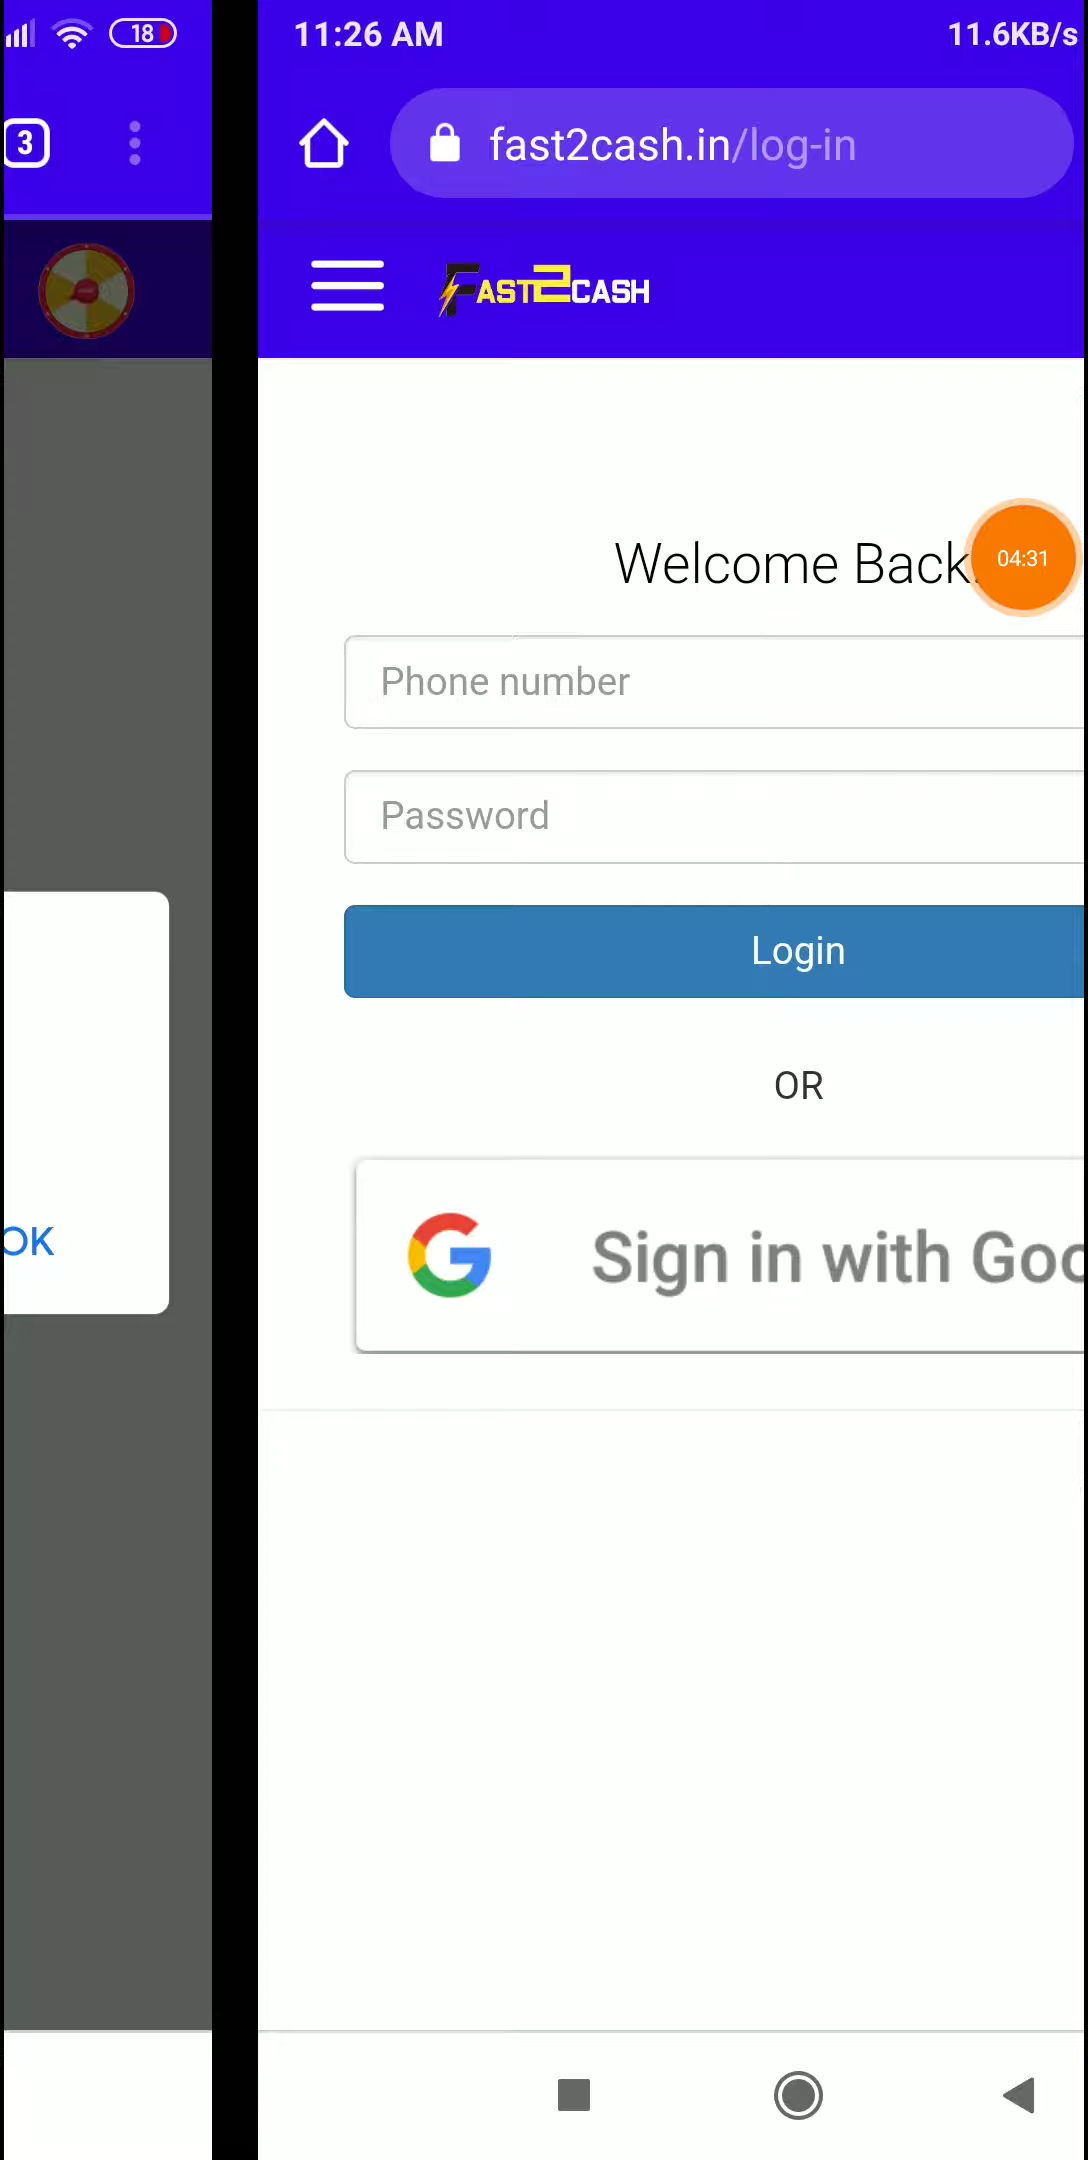 18
3
OK
11:26 AM
11.6KB/s
fast2cash.in/log-in
FAST2CASH
Welcome Back.
04:31
Phone number
Password
Login
OR
Sign in with Goo